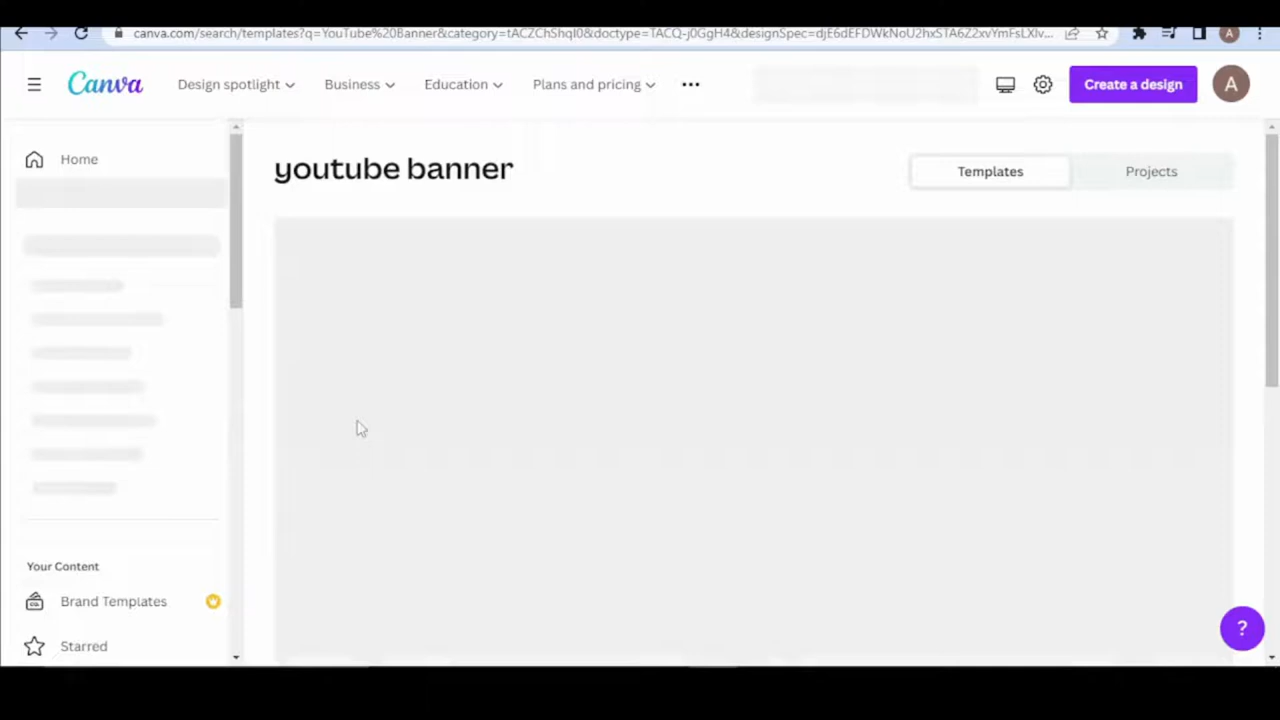 canva.com/search/templates?q=YouTube%20Banner&category=tACZChShqI0&doctype=TACQ-j0GgH4&designSpec=djE6dEFDWkNoU2hxSTA6Z2xvYmFsLXlv...
A
Canva
Design spotlight
Business
Education
Plans and pricing
Create a design
A
Home
youtube banner
Templates
Projects
Your Content
Brand Templates
Starred
?